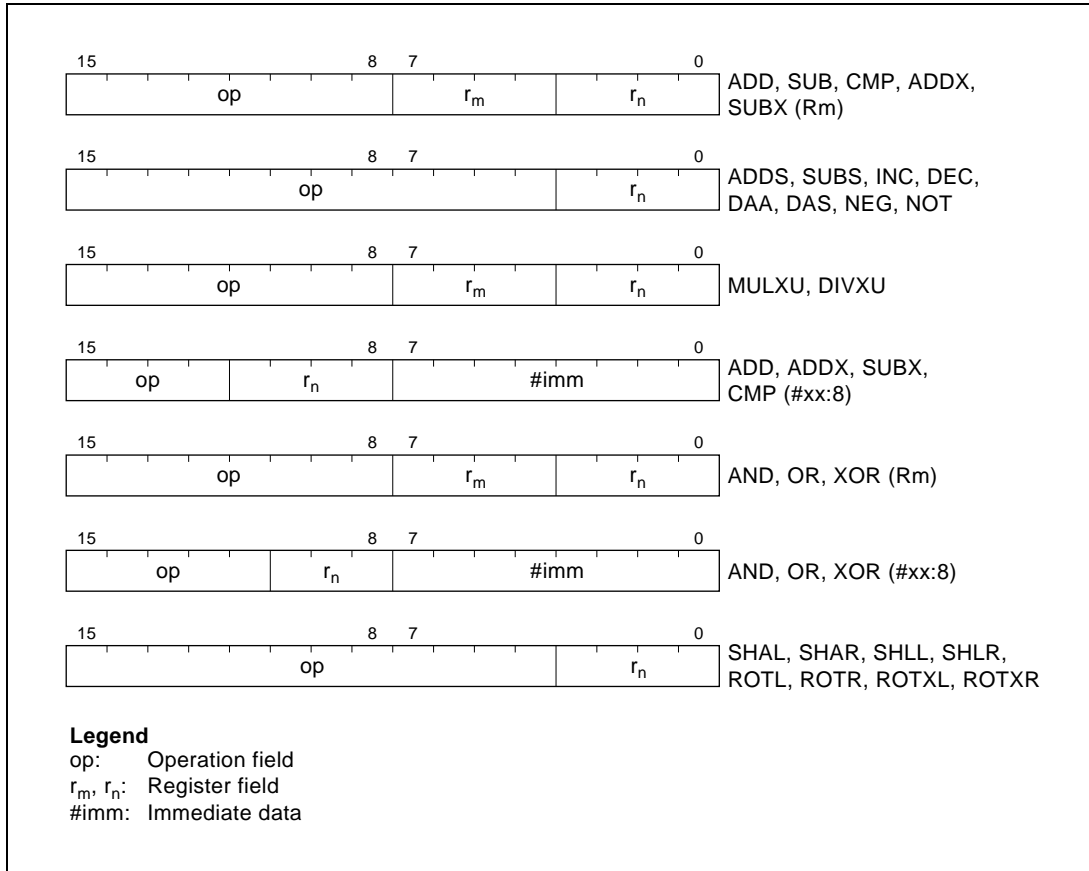 15 8 7 0
op rm rn ADD, SUB, CMP, ADDX,
SUBX (Rm)
15 8 7 0
op rn ADDS, SUBS, INC, DEC,
DAA, DAS, NEG, NOT
15 8 7 0
op rm rn MULXU, DIVXU
15 8 7 0
op rn #imm ADD, ADDX, SUBX,
CMP (#xx:8)
15 8 7 0
op rm rn AND, OR, XOR (Rm)
15 8 7 0
op rn #imm AND, OR, XOR (#xx:8)
15 8 7 0
op rn SHAL, SHAR, SHLL, SHLR,
ROTL, ROTR, ROTXL, ROTXR
Legend
op: Operation field
rm, rn: Register field
#imm: Immediate data